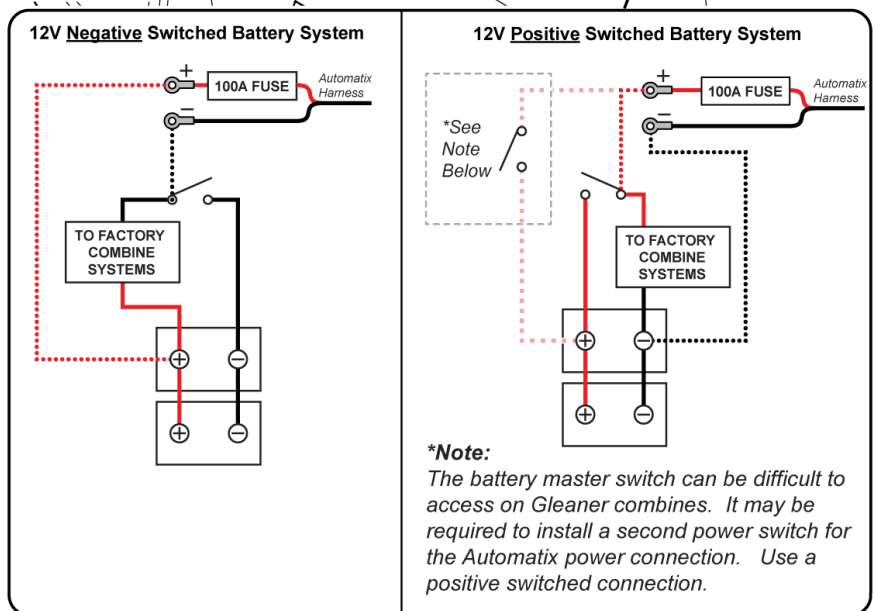 12V Negative Switched Battery System
+
100A FUSE
Automatix
Harness
−
TO FACTORY
COMBINE
SYSTEMS
+ −
+ −
12V Positive Switched Battery System
+
100A FUSE
Automatix
Harness
−
*See
Note
Below
TO FACTORY
COMBINE
SYSTEMS
+ −
+ −
*Note:
The battery master switch can be difficult to
access on Gleaner combines. It may be
required to install a second power switch for
the Automatix power connection. Use a
positive switched connection.